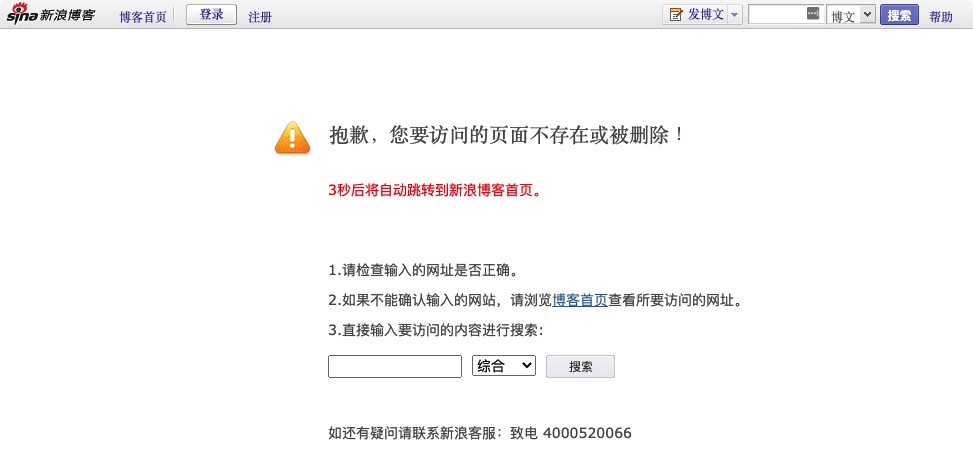 sina新浪博客 博客首页 登录 注册 发博文 博文 搜索 帮助
抱歉，您要访问的页面不存在或被删除！
3秒后将自动跳转到新浪博客首页。
1.请检查输入的网址是否正确。
2.如果不能确认输入的网站，请浏览博客首页查看所要访问的网址。
3.直接输入要访问的内容进行搜索：
综合 搜索
如还有疑问请联系新浪客服：致电 4000520066